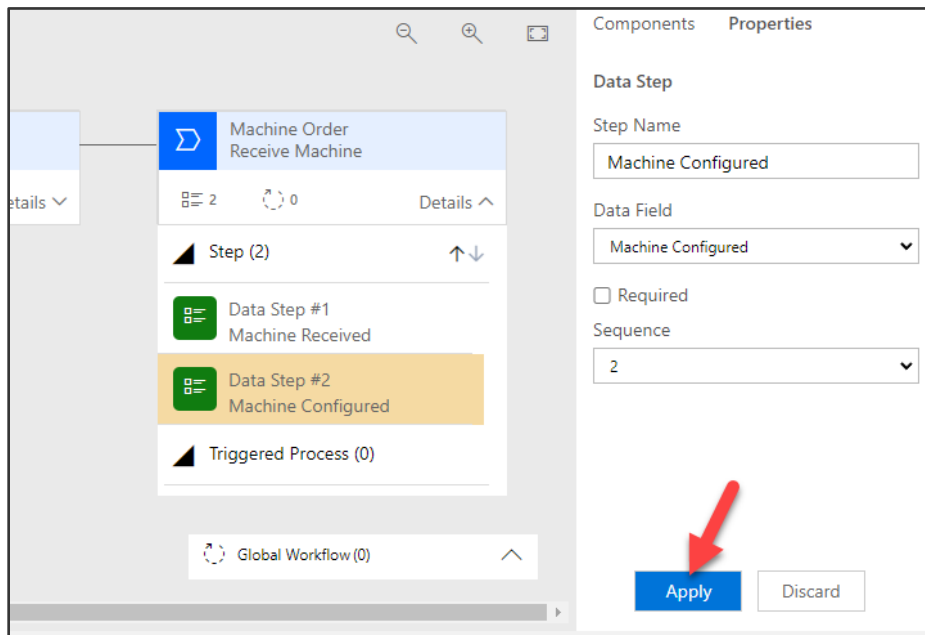 Components Properties
Data Step
Step Name
Machine Configured
Data Field
Machine Configured
Required
Sequence
2
Apply Discard
etails
Machine Order
Receive Machine
2 0 Details
Step (2)
Data Step #1
Machine Received
Data Step #2
Machine Configured
Triggered Process (0)
Global Workflow (0)